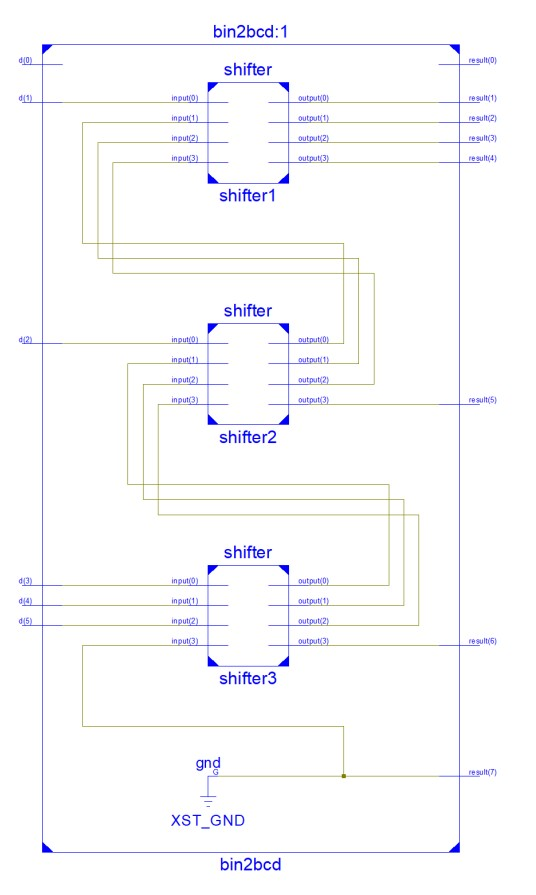 bin2bcd:1
d(0) result(0)
shifter
d(1) input(0) output(0) result(1)
input(1) output(1) result(2)
input(2) output(2) result(3)
input(3) output(3) result(4)
shifter1
shifter
d(2) input(0) output(0)
input(1) output(1)
input(2) output(2)
input(3) output(3) result(5)
shifter2
shifter
d(3) input(0) output(0)
d(4) input(1) output(1)
d(5) input(2) output(2)
input(3) output(3) result(6)
shifter3
gnd
G result(7)
XST_GND
bin2bcd